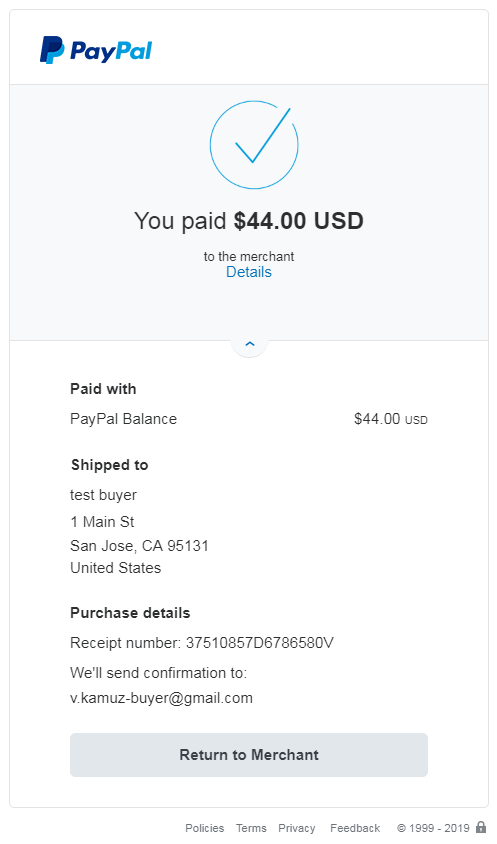 PayPal
You paid $44.00 USD
to the merchant
Details
Paid with
PayPal Balance $44.00 USD
Shipped to
test buyer
1 Main St
San Jose, CA 95131
United States
Purchase details
Receipt number: 37510857D6786580V
We'll send confirmation to:
v.kamuz-buyer@gmail.com
Return to Merchant
Policies Terms Privacy Feedback © 1999 - 2019